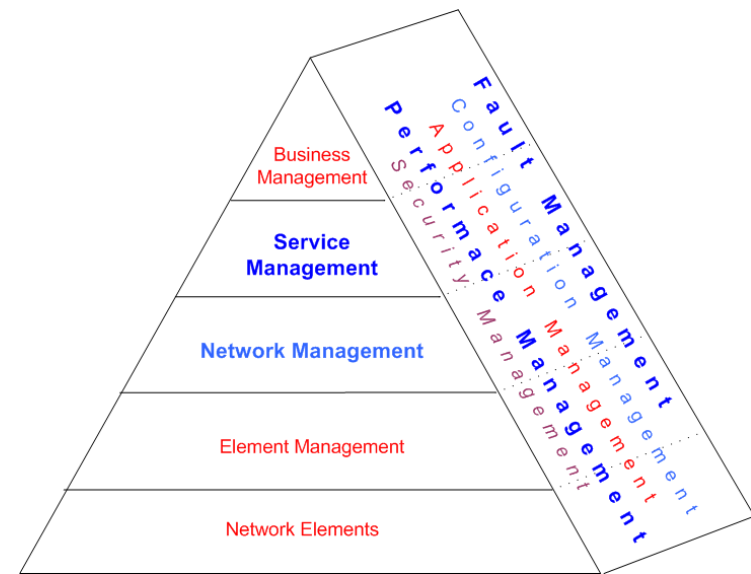 Business
Management
Service
Management
Network Management
Element Management
Network Elements
Fault Management
Configuration Management
Application Management
Performace Management
Security Management